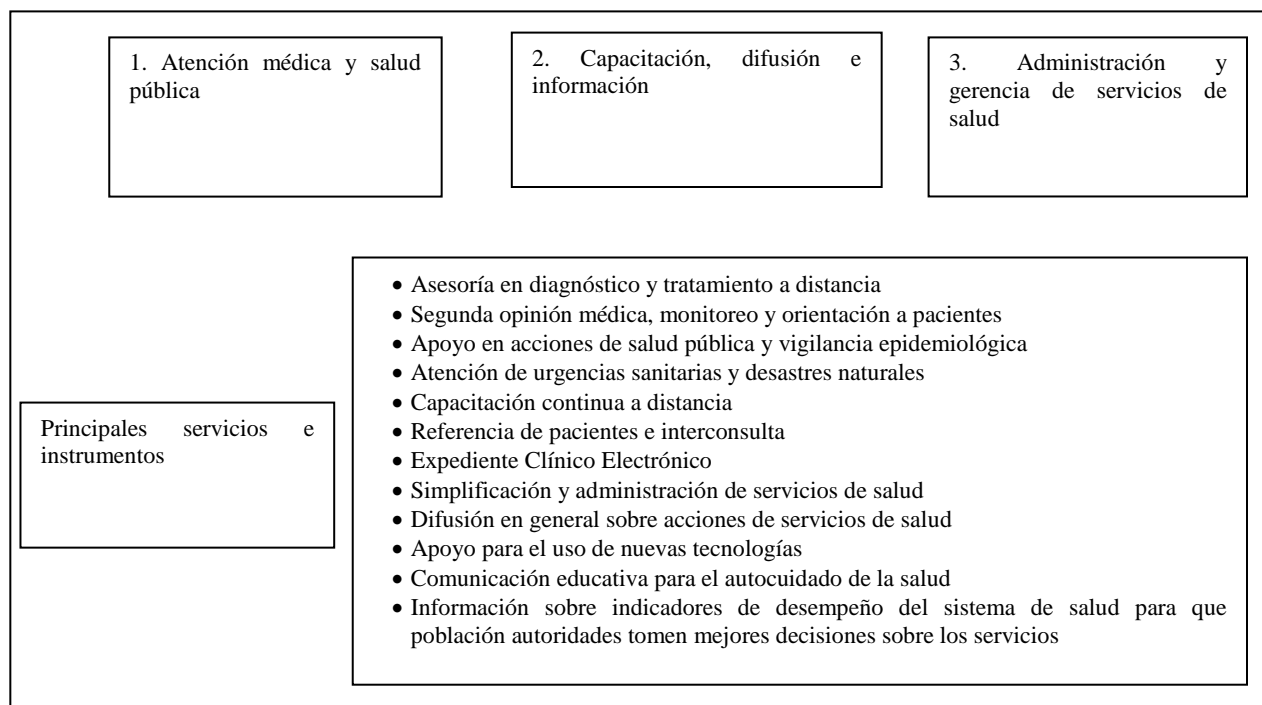 1. Atención médica y salud
pública
2. Capacitación, difusión e
información
3. Administración y
gerencia de servicios de
salud
Principales servicios e
instrumentos
• Asesoría en diagnóstico y tratamiento a distancia
• Segunda opinión médica, monitoreo y orientación a pacientes
• Apoyo en acciones de salud pública y vigilancia epidemiológica
• Atención de urgencias sanitarias y desastres naturales
• Capacitación continua a distancia
• Referencia de pacientes e interconsulta
• Expediente Clínico Electrónico
• Simplificación y administración de servicios de salud
• Difusión en general sobre acciones de servicios de salud
• Apoyo para el uso de nuevas tecnologías
• Comunicación educativa para el autocuidado de la salud
• Información sobre indicadores de desempeño del sistema de salud para que
población autoridades tomen mejores decisiones sobre los servicios